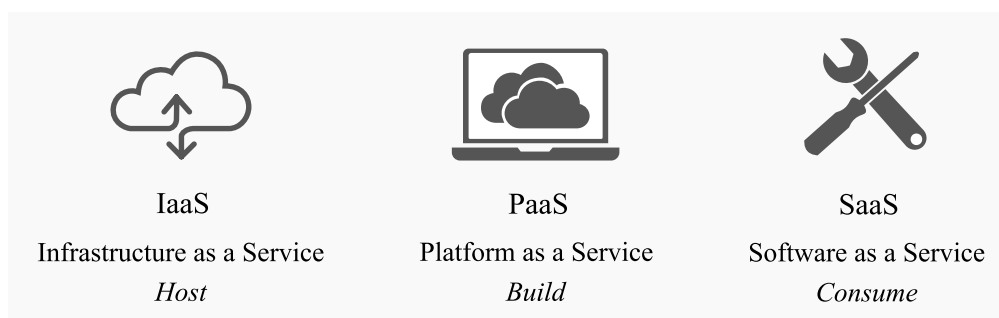 IaaS
Infrastructure as a Service
Host
PaaS
Platform as a Service
Build
SaaS
Software as a Service
Consume